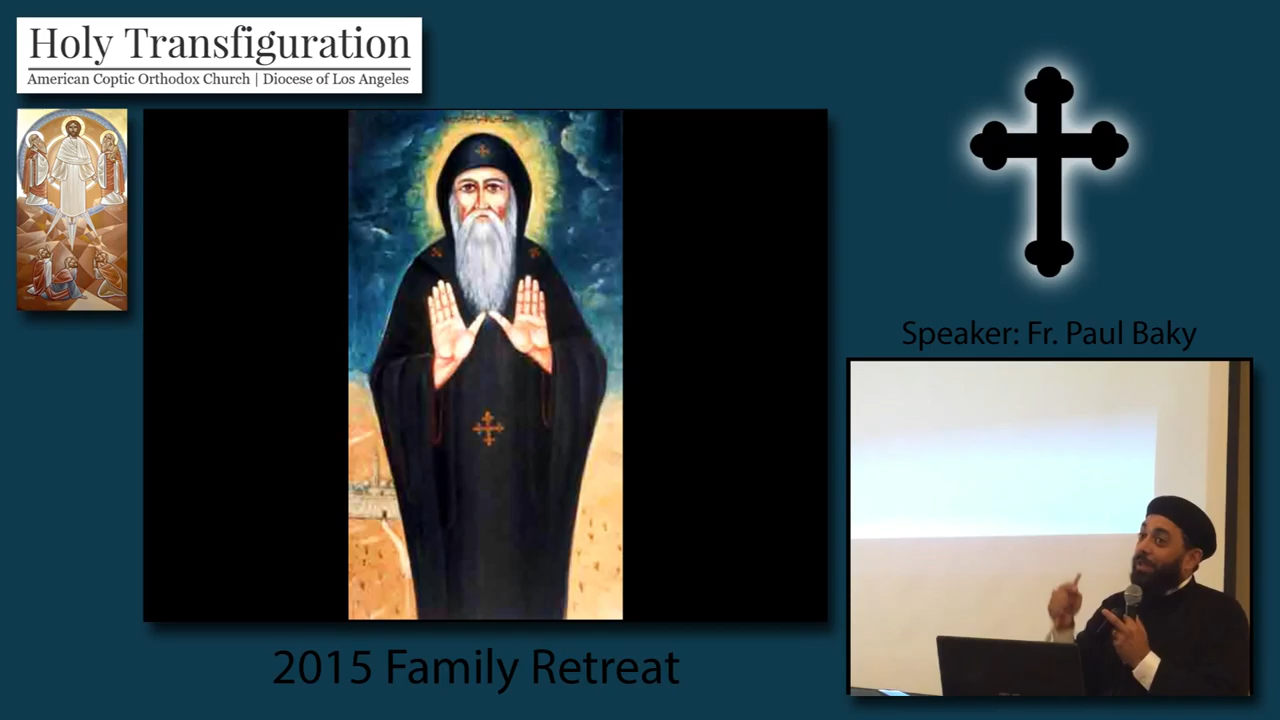 Holy Transfiguration
American Coptic Orthodox Church | Diocese of Los Angeles
Speaker: Fr. Paul Baky
2015 Family Retreat